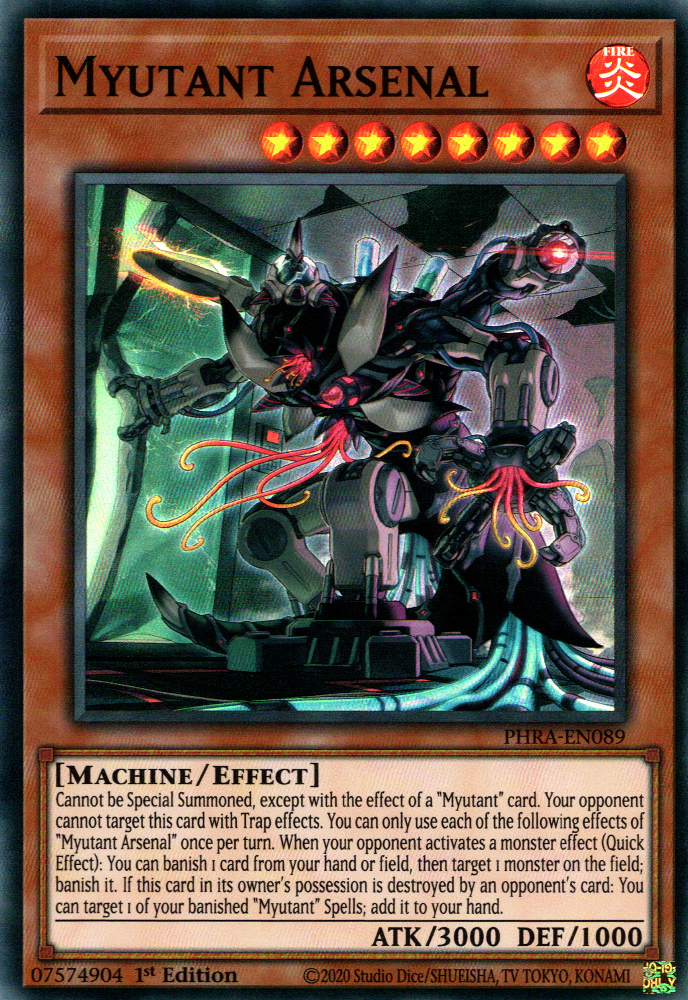 MYUTANT ARSENAL
FIRE
炎
PHRA-EN089
[MACHINE/EFFECT]
Cannot be Special Summoned, except with the effect of a "Myutant" card. Your opponent
cannot target this card with Trap effects. You can only use each of the following effects of
"Myutant Arsenal" once per turn. When your opponent activates a monster effect (Quick
Effect): You can banish 1 card from your hand or field, then target 1 monster on the field;
banish it. If this card in its owner's possession is destroyed by an opponent's card: You
can target 1 of your banished "Myutant" Spells; add it to your hand.
ATK/3000 DEF/1000
07574904 1st Edition ©2020 Studio Dice/SHUEISHA, TV TOKYO, KONAMI